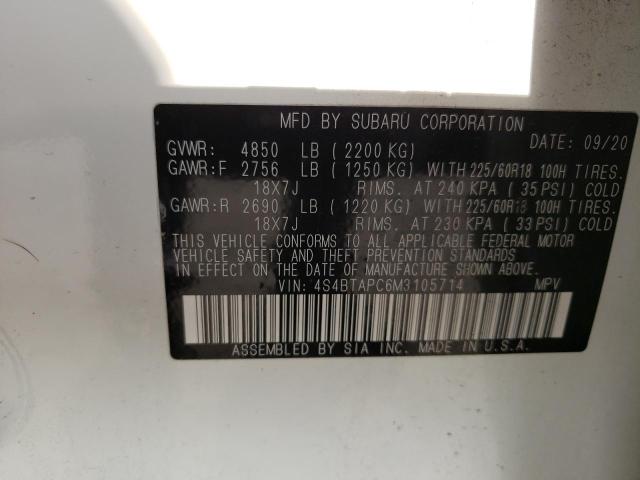 MFD BY SUBARU CORPORATION
DATE: 09/20
GVWR: 4850 LB (2200 KG)
GAWR:F 2756 LB (1250 KG) WITH 225/60R18 100H TIRES.
18X7J RIMS. AT 240 KPA (35 PSI) COLD
GAWR:R 2690 LB (1220 KG) WITH 225/60R18 100H TIRES.
18X7J RIMS. AT 230 KPA (33 PSI) COLD
THIS VEHICLE CONFORMS TO ALL APPLICABLE FEDERAL MOTOR
VEHICLE SAFETY AND THEFT PREVENTION STANDARDS
IN EFFECT ON THE DATE OF MANUFACTURE SHOWN ABOVE.
VIN: 4S4BTAPC6M3105714 MPV
ASSEMBLED BY SIA INC. MADE IN U.S.A.